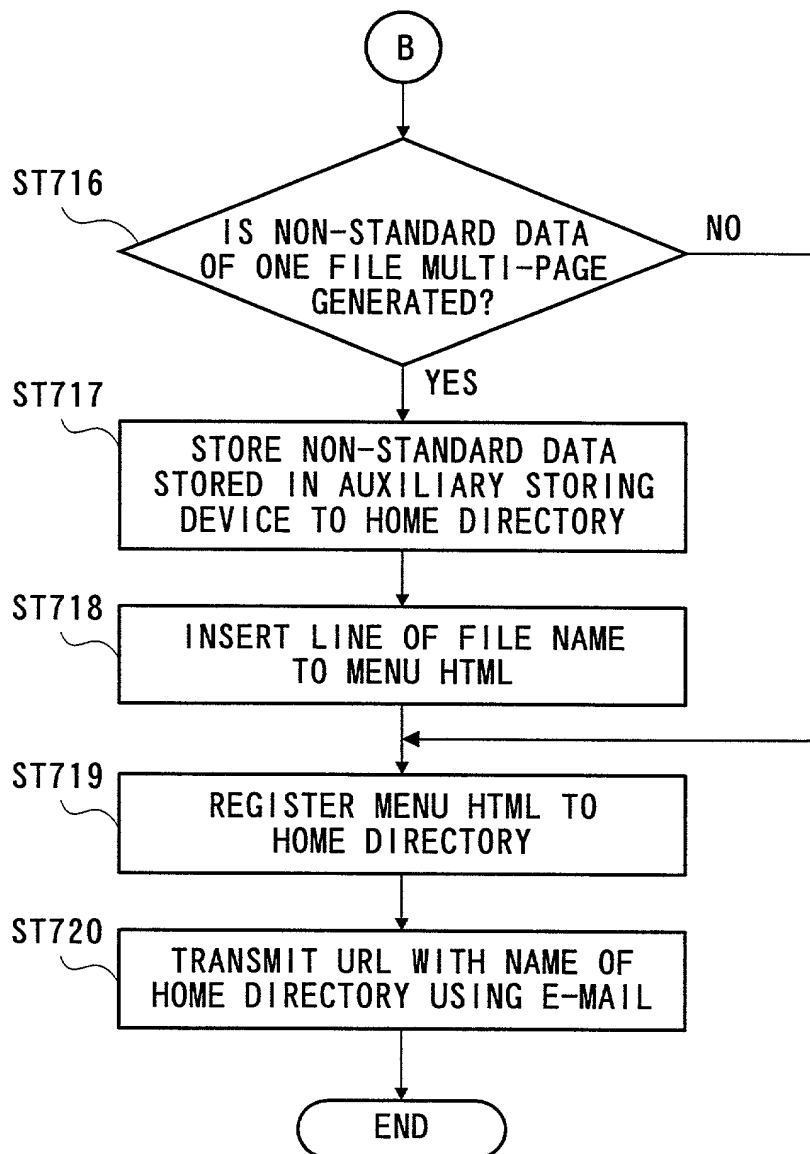 B
ST716
IS NON-STANDARD DATA
OF ONE FILE MULTI-PAGE
GENERATED?
NO
YES
ST717
STORE NON-STANDARD DATA
STORED IN AUXILIARY STORING
DEVICE TO HOME DIRECTORY
ST718
INSERT LINE OF FILE NAME
TO MENU HTML
ST719
REGISTER MENU HTML TO
HOME DIRECTORY
ST720
TRANSMIT URL WITH NAME OF
HOME DIRECTORY USING E-MAIL
END